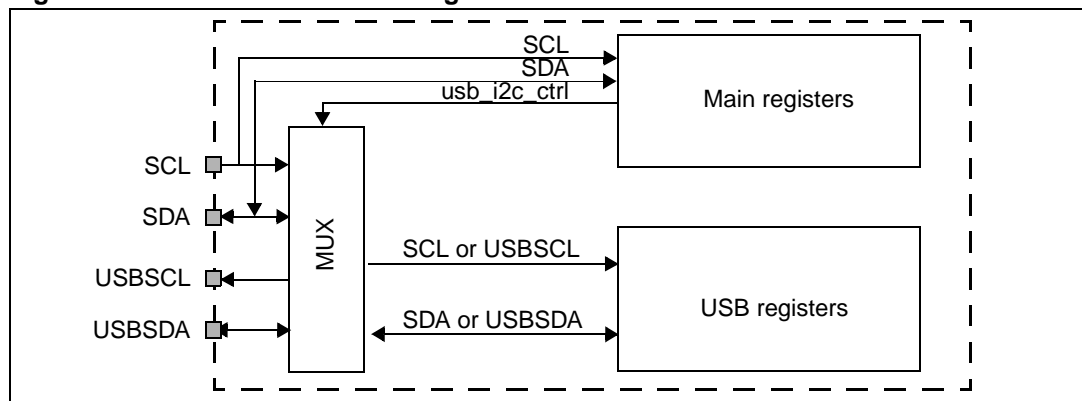 SCL
SDA
usb_i2c_ctrl
Main registers
SCL
SDA
MUX
SCL or USBSCL
USBSCL
USB registers
SDA or USBSDA
USBSDA